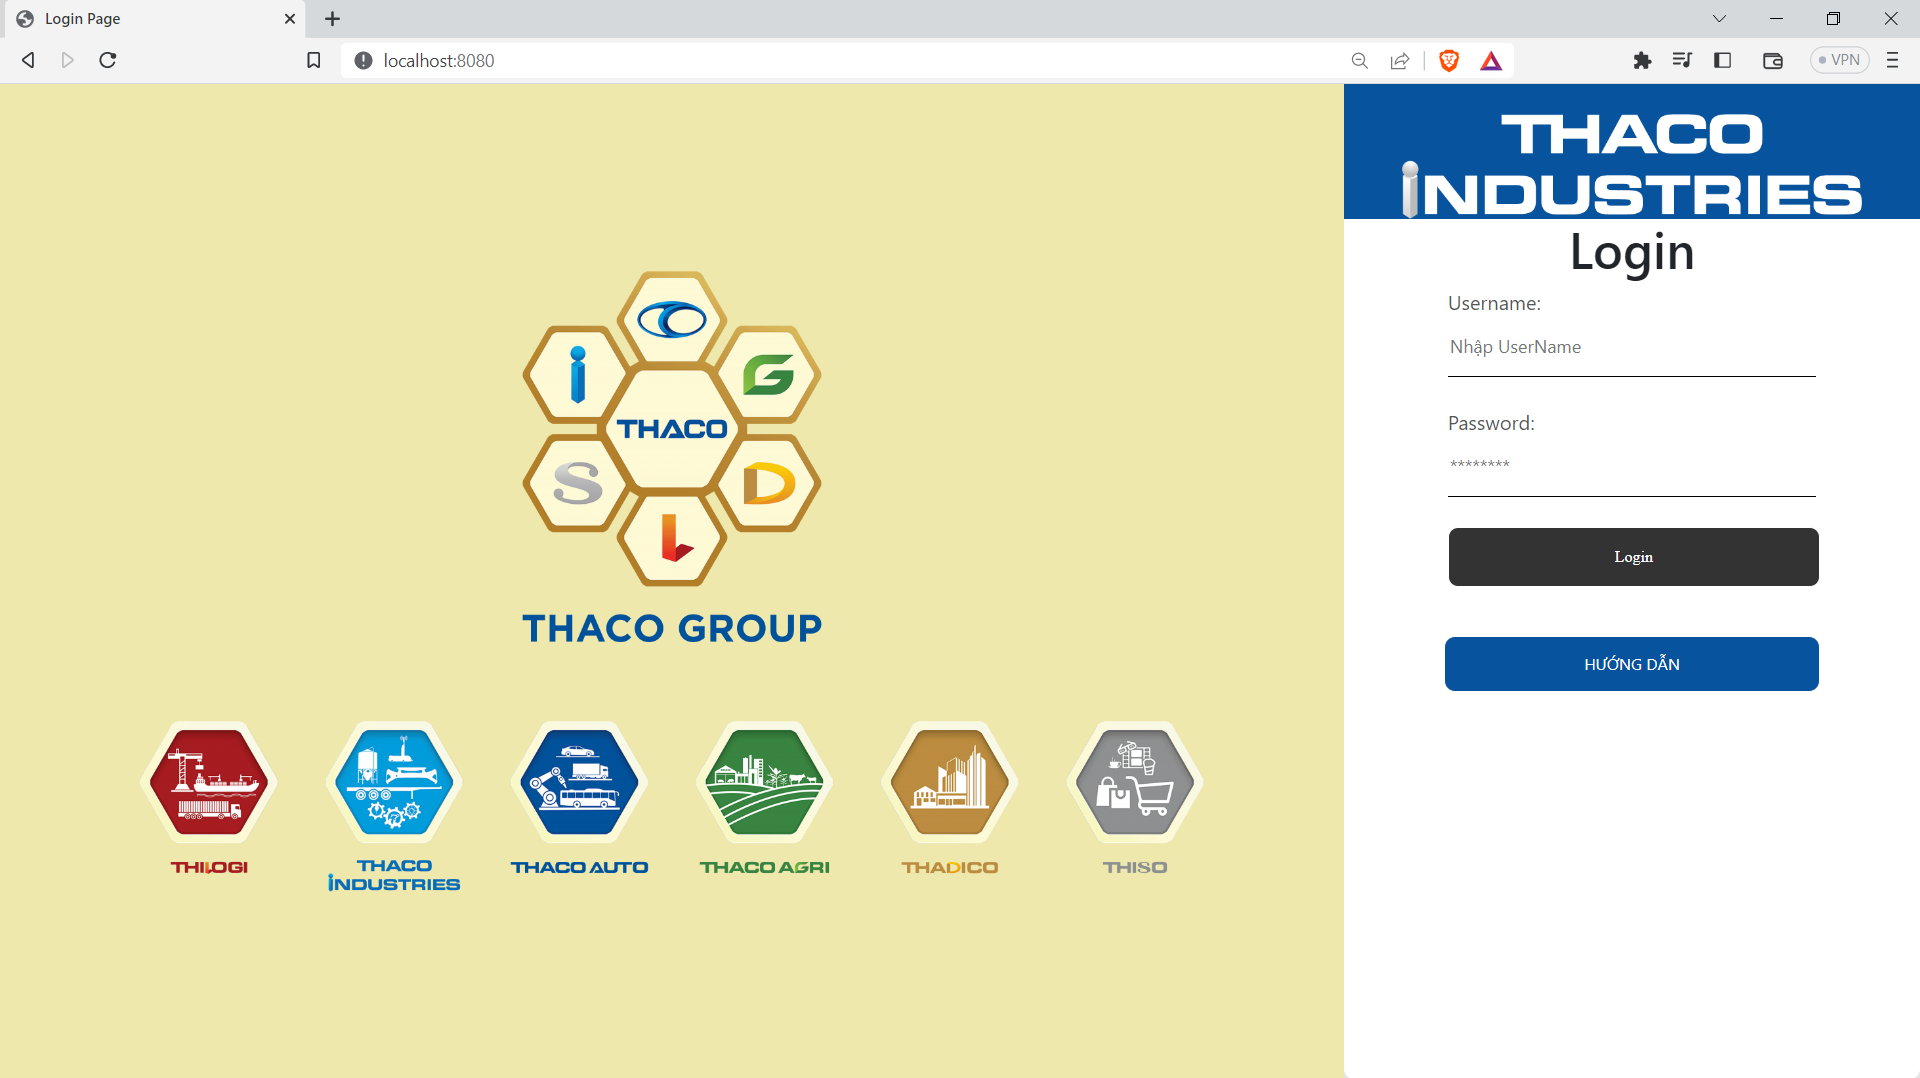 Login Page
localhost:8080
VPN
THACO
iNDUSTRIES
Login
Username:
Nhập UserName
Password:
********
Login
HƯỚNG DẪN
i
G
THACO
S
D
L
THACO GROUP
THILOGI
THACO
iNDUSTRIES
THACO AUTO
THACO AGRI
THADICO
THISO